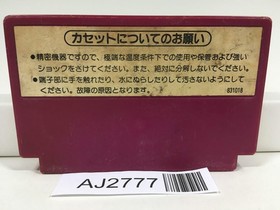 カセットについてのお願い
●精密機器ですので、極端な温度条件下での使用や保管および強い
ショックをさけてください。また、絶対に分解しないでください。
●端子部に手を触れたり、水にぬらしたりして汚さないようにして
ください。故障の原因となります。
831018
AJ2777